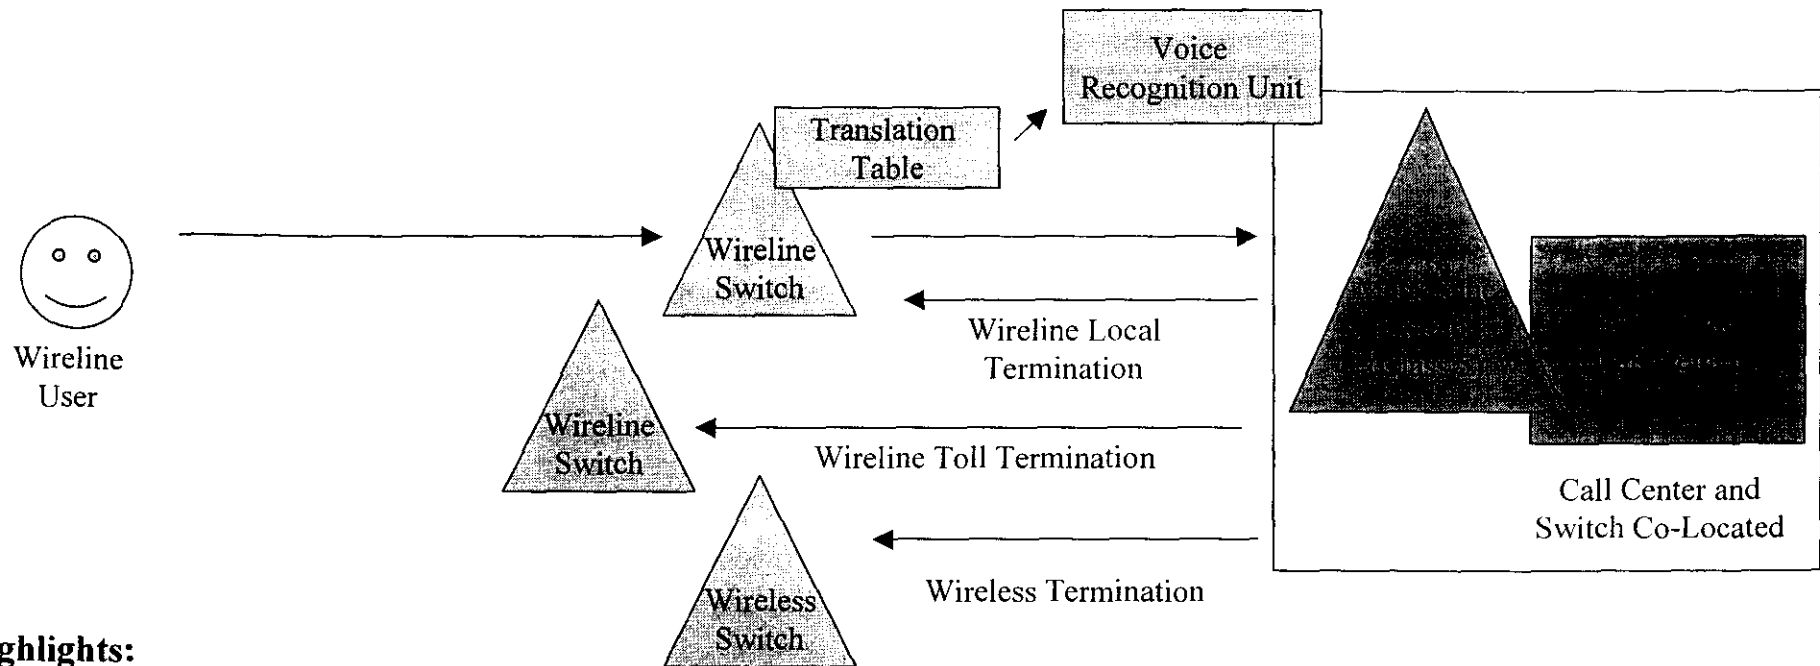 Voice
Recognition Unit
Translation
Table
Wireline
Switch
Wireline
User
Wireline Local
Termination
Wireline
Switch
Wireline Toll Termination
Call Center and
Switch Co-Located
Wireless Termination
Wireless
Switch
ghlights: